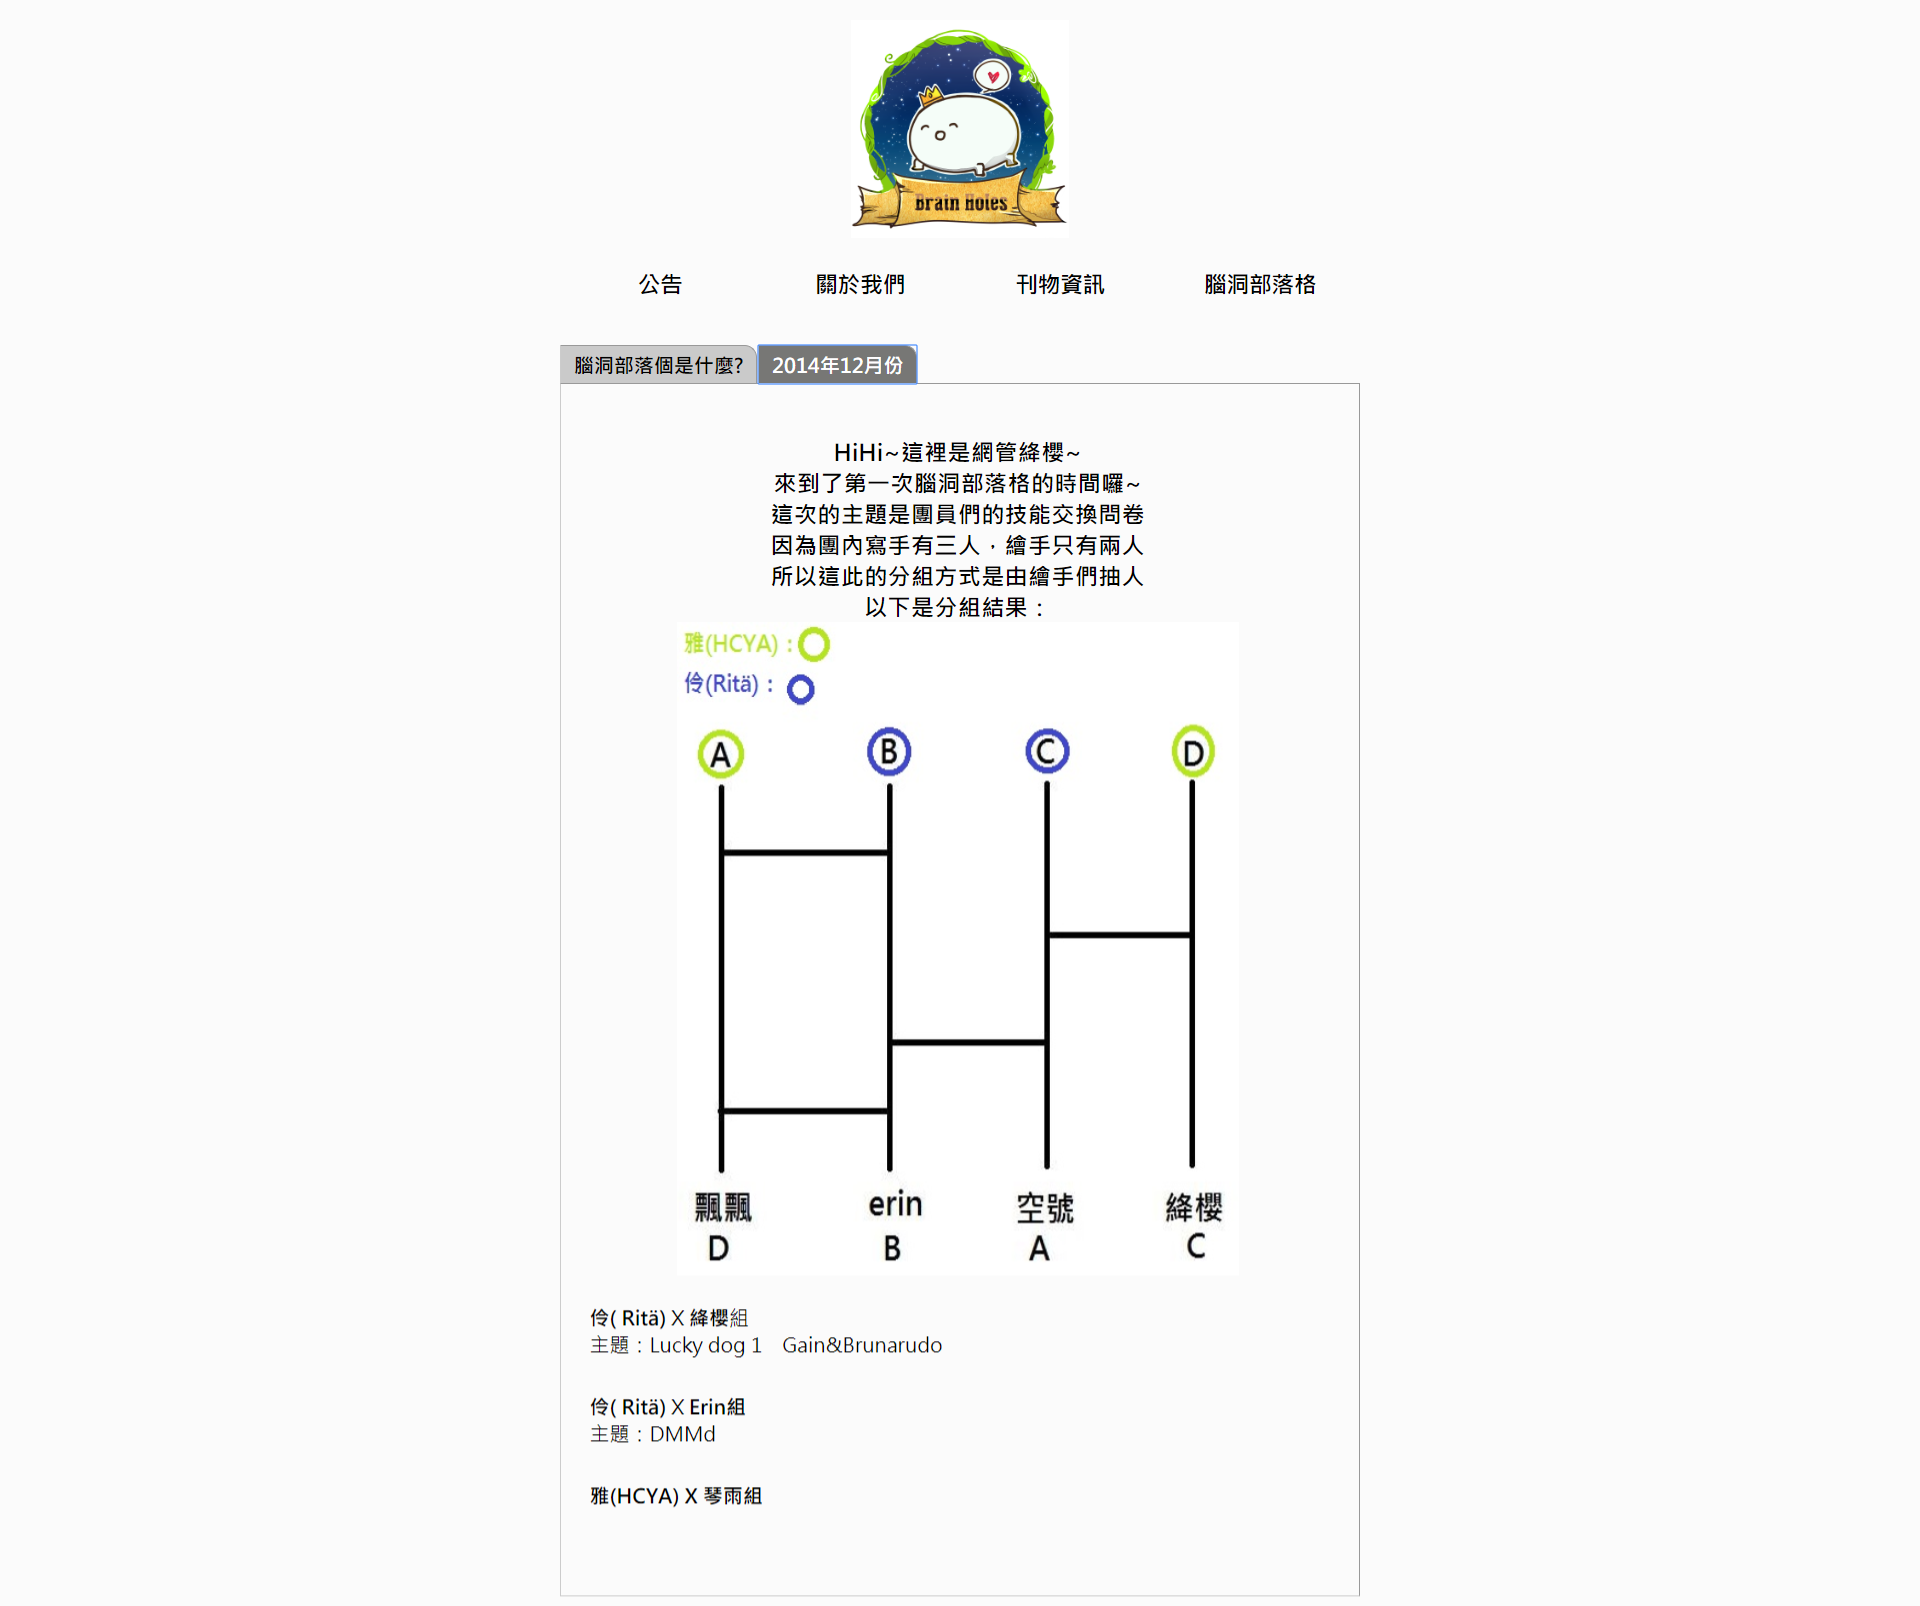 Brain Holes
公告
關於我們
刊物資訊
腦洞部落格
腦洞部落個是什麼?
2014年12月份
HiHi~這裡是網管絳櫻~
來到了第一次腦洞部落格的時間囉~
這次的主題是團員們的技能交換問卷
因為團內寫手有三人，繪手只有兩人
所以這此的分組方式是由繪手們抽人
以下是分組結果：
雅(HCYA)：
伶(Ritä)：
A B C D
飄飄 erin 空號 絳櫻
D B A C
伶( Ritä) X 絳櫻組
主題：Lucky dog 1　Gain&Brunarudo
伶( Ritä) X Erin組
主題：DMMd
雅(HCYA) X 琴雨組